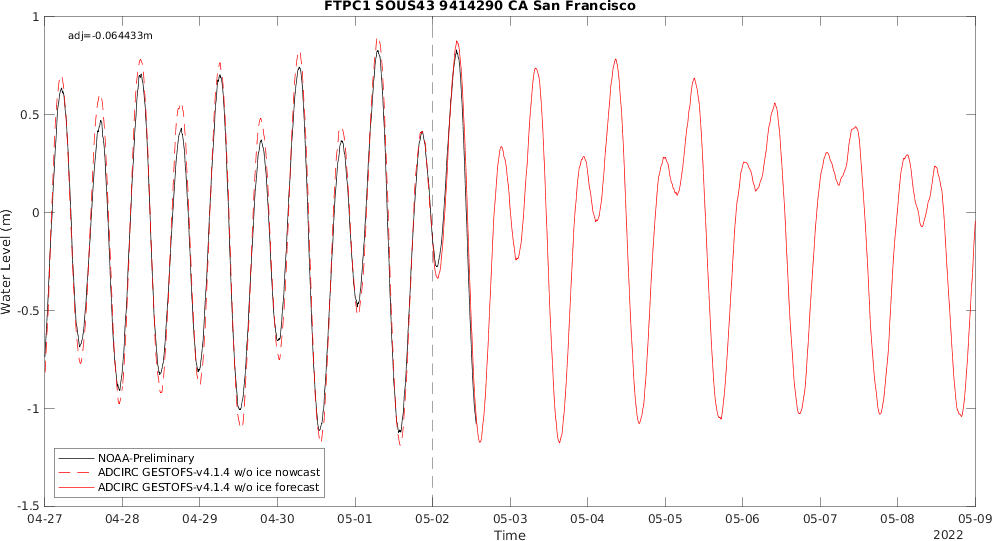 FTPC1 SOUS43 9414290 CA San Francisco
adj=-0.064433m
1
0.5
0
-0.5
-1
-1.5
Water Level (m)
NOAA-Preliminary
ADCIRC GESTOFS-v4.1.4 w/o ice nowcast
ADCIRC GESTOFS-v4.1.4 w/o ice forecast
04-27 04-28 04-29 04-30 05-01 05-02 05-03 05-04 05-05 05-06 05-07 05-08 05-09
Time
2022